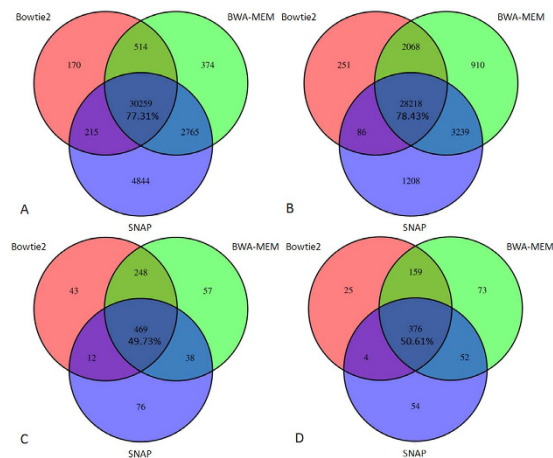 Bowtie2 BWA-MEM
514
170 374
30259
77.31%
215 2765
4844
A
SNAP
Bowtie2 BWA-MEM
2068
251 910
28218
78.43%
86 3239
1208
B
SNAP
Bowtie2 BWA-MEM
248
43 57
469
49.73%
12 38
76
C
SNAP
Bowtie2 BWA-MEM
159
25 73
376
50.61%
4 52
54
D
SNAP